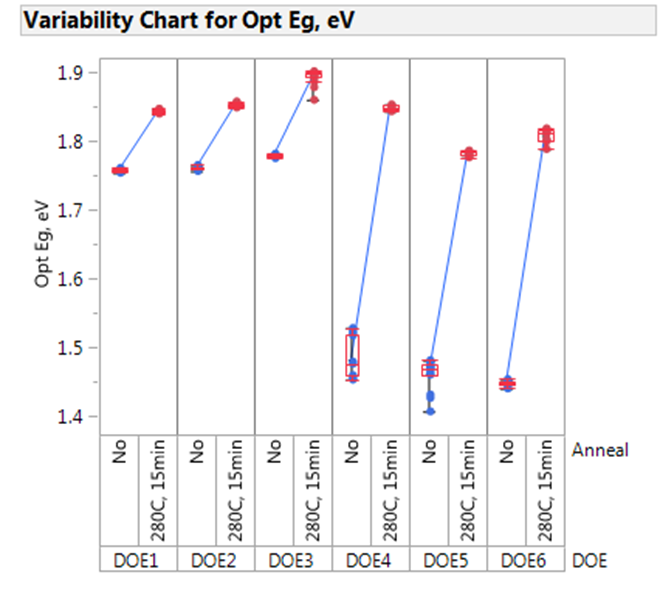 Variability Chart for Opt Eg, eV
1.9
1.8
1.7
1.6
1.5
1.4
Opt Eg, eV
No
280C, 15min
No
280C, 15min
No
280C, 15min
No
280C, 15min
No
280C, 15min
No
280C, 15min
Anneal
DOE1
DOE2
DOE3
DOE4
DOE5
DOE6
DOE